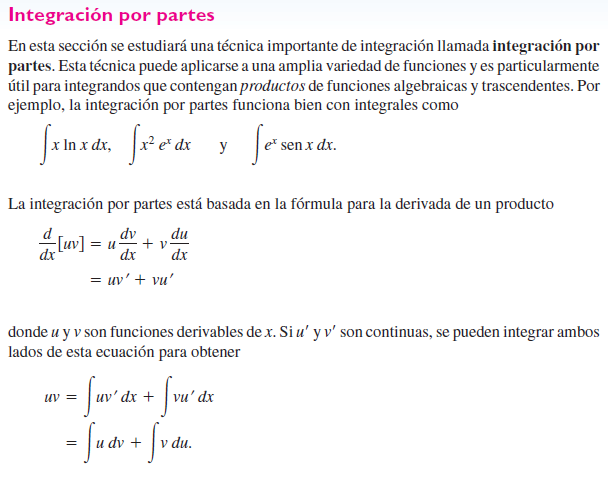 Integración por partes
En esta sección se estudiará una técnica importante de integración llamada integración por
partes. Esta técnica puede aplicarse a una amplia variedad de funciones y es particularmente
útil para integrandos que contengan productos de funciones algebraicas y trascendentes. Por
ejemplo, la integración por partes funciona bien con integrales como
∫ x ln x dx, ∫ x² eˣ dx y ∫ eˣ sen x dx.
La integración por partes está basada en la fórmula para la derivada de un producto
d/dx [uv] = u dv/dx + v du/dx
= uv′ + vu′
donde u y v son funciones derivables de x. Si u′ y v′ son continuas, se pueden integrar ambos
lados de esta ecuación para obtener
uv = ∫ uv′ dx + ∫ vu′ dx
= ∫ u dv + ∫ v du.